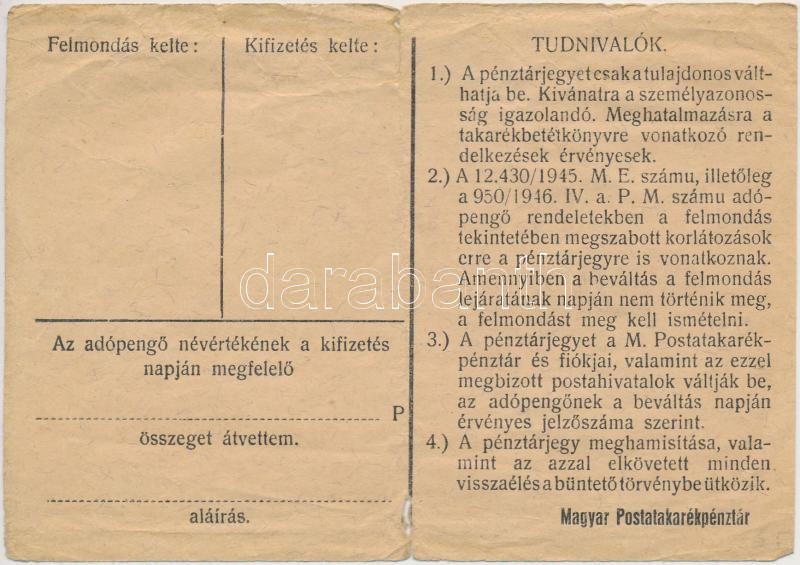 Felmondás kelte:
Kifizetés kelte:
Az adópengő névértékének a kifizetés
napján megfelelő
P
összeget átvettem.
aláírás.
TUDNIVALÓK.
1.) A pénztárjegyet csak a tulajdonos vált-
hatja be. Kívánatra a személyazonos-
ság igazolandó. Meghatalmazásra a
takarékbetétkönyvre vonatkozó ren-
delkezések érvényesek.
2.) A 12.430/1945. M. E. számu, illetőleg
a 950/1946. IV. a. P. M. számu adó-
pengő rendeletekben a felmondás
tekintetében megszabott korlátozások
erre a pénztárjegyre is vonatkoznak.
Amennyiben a beváltás a felmondás
lejáratának napján nem történik meg,
a felmondást meg kell ismételni.
3.) A pénztárjegyet a M. Postatakarék-
pénztár és fiókjai, valamint az ezzel
megbizott postahivatalok váltják be,
az adópengőnek a beváltás napján
érvényes jelzőszáma szerint.
4.) A pénztárjegy meghamisítása, vala-
mint az azzal elkövetett minden
visszaélés a büntető törvénybe ütközik.
Magyar Postatakarékpénztár
darabanth